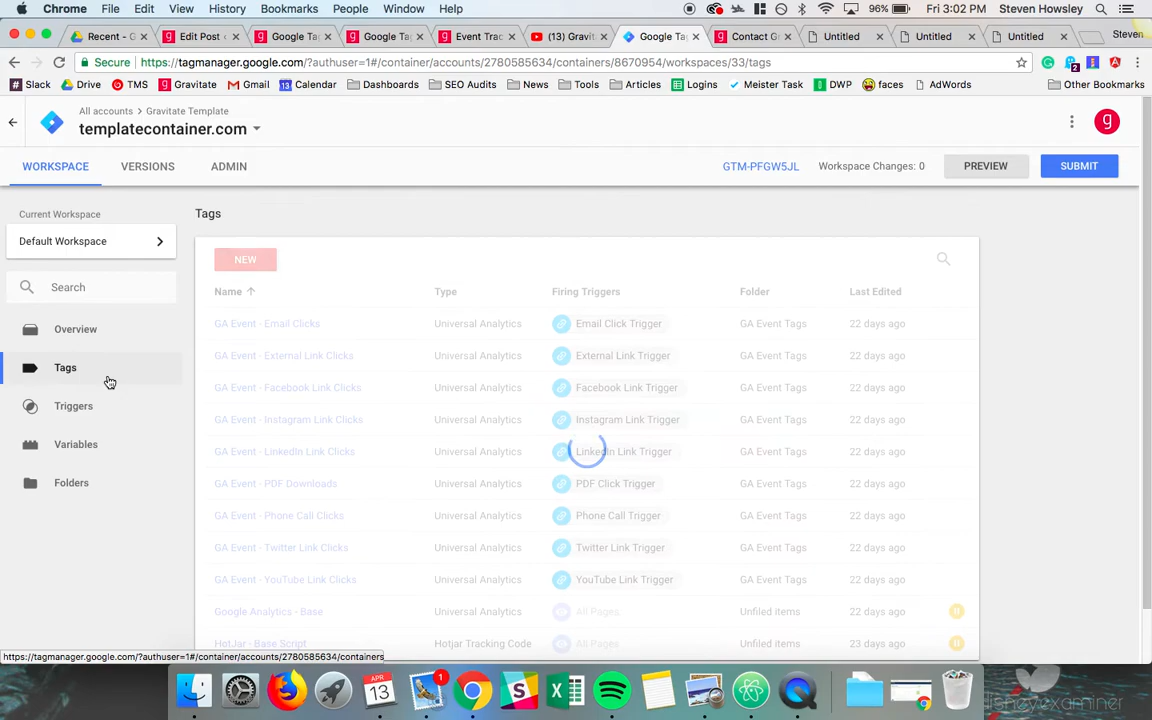 Chrome File Edit View History Bookmarks People Window Help 96% Fri 3:02 PM Steven Howsley
Recent - G Edit Post ‹ Google Tag Google Tag Event Trac (13) Gravit Google Tag Contact Gr Untitled Untitled Untitled Steven
Secure https://tagmanager.google.com/?authuser=1#/container/accounts/2780585634/containers/8670954/workspaces/33/tags
Slack Drive TMS Gravitate Gmail 13 Calendar Dashboards SEO Audits News Tools Articles Logins Meister Task DWP faces AdWords Other Bookmarks
All accounts > Gravitate Template
templatecontainer.com
g
WORKSPACE VERSIONS ADMIN GTM-PFGW5JL Workspace Changes: 0 PREVIEW SUBMIT
Current Workspace
Default Workspace
Search
Overview
Tags
Triggers
Variables
Folders
Tags
NEW
Name Type Firing Triggers Folder Last Edited
GA Event - Email Clicks Universal Analytics Email Click Trigger GA Event Tags 22 days ago
GA Event - External Link Clicks Universal Analytics External Link Trigger GA Event Tags 22 days ago
GA Event - Facebook Link Clicks Universal Analytics Facebook Link Trigger GA Event Tags 22 days ago
GA Event - Instagram Link Clicks Universal Analytics Instagram Link Trigger GA Event Tags 22 days ago
GA Event - LinkedIn Link Clicks Universal Analytics LinkedIn Link Trigger GA Event Tags 22 days ago
GA Event - PDF Downloads Universal Analytics PDF Click Trigger GA Event Tags 22 days ago
GA Event - Phone Call Clicks Universal Analytics Phone Call Trigger GA Event Tags 22 days ago
GA Event - Twitter Link Clicks Universal Analytics Twitter Link Trigger GA Event Tags 22 days ago
GA Event - YouTube Link Clicks Universal Analytics YouTube Link Trigger GA Event Tags 22 days ago
Google Analytics - Base Universal Analytics All Pages Unfiled items 22 days ago
HotJar - Base Script Hotjar Tracking Code All Pages Unfiled items 23 days ago
https://tagmanager.google.com/?authuser=1#/container/accounts/2780585634/containers
APR
13
1